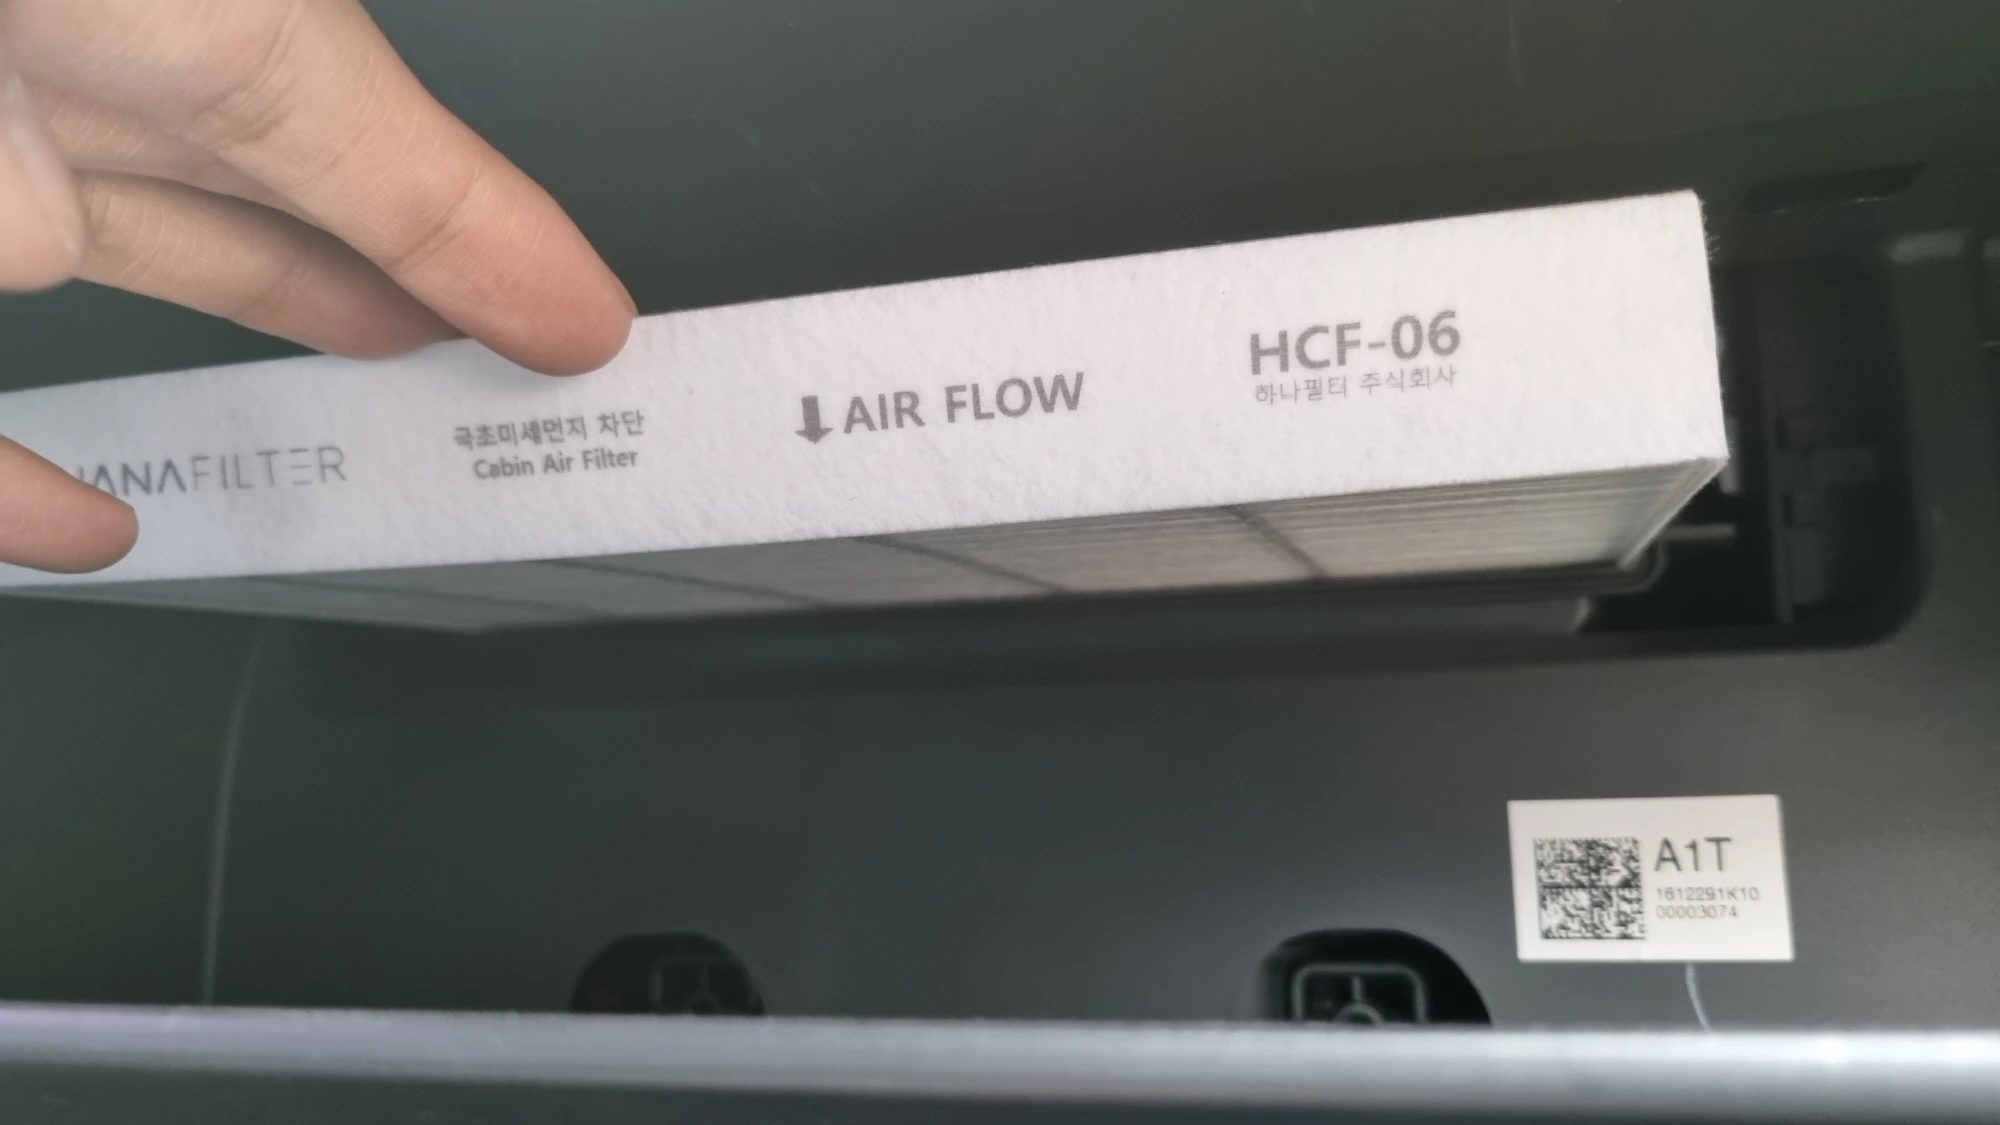 HANAFILTER
극초미세먼지 차단
Cabin Air Filter
AIR FLOW
HCF-06
하나필터 주식회사
A1T
1612291K10
00003074